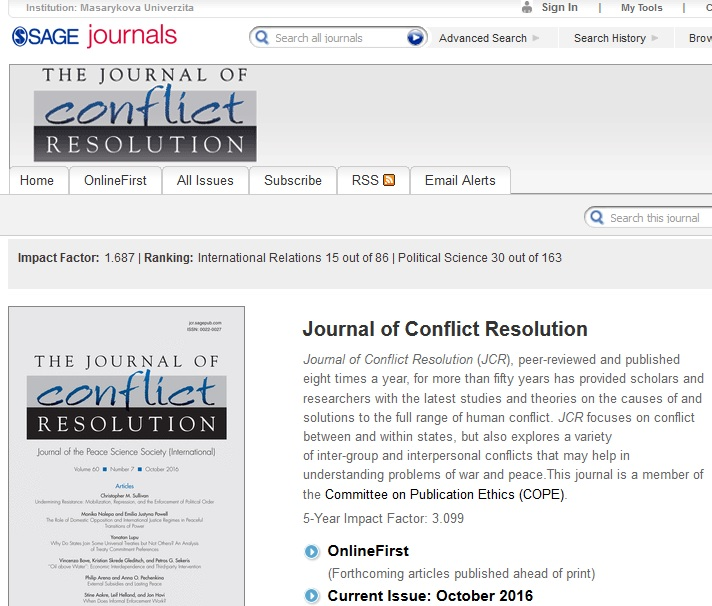 Institution: Masarykova Univerzita
Sign In | My Tools |
SAGE journals
Search all journals
Advanced Search
Search History
Brow
THE JOURNAL OF
conflict
RESOLUTION
Home
OnlineFirst
All Issues
Subscribe
RSS
Email Alerts
Search this journal
Impact Factor: 1.687 | Ranking: International Relations 15 out of 86 | Political Science 30 out of 163
jcr.sagepub.com
ISSN: 0022-0027
THE JOURNAL OF
conflict
RESOLUTION
Journal of the Peace Science Society (International)
Volume 60 ■ Number 7 ■ October 2016
Articles
Christopher M. Sullivan
Undermining Resistance: Mobilization, Repression, and the Enforcement of Political Order
Monika Nalepa and Emilia Justyna Powell
The Role of Domestic Opposition and International Justice Regimes in Peaceful
Transitions of Power
Yonatan Lupu
Why Do States Join Some Universal Treaties but Not Others? An Analysis
of Treaty Commitment Preferences
Vincenzo Bove, Kristian Skrede Gleditsch, and Petros G. Sekeris
"Oil above Water": Economic Interdependence and Third-party Intervention
Philip Arena and Anna O. Pechenkina
External Subsidies and Lasting Peace
Stine Aakre, Leif Helland, and Jon Hovi
When Does Informal Enforcement Work?
Journal of Conflict Resolution
Journal of Conflict Resolution (JCR), peer-reviewed and published
eight times a year, for more than fifty years has provided scholars and
researchers with the latest studies and theories on the causes of and
solutions to the full range of human conflict. JCR focuses on conflict
between and within states, but also explores a variety
of inter-group and interpersonal conflicts that may help in
understanding problems of war and peace.This journal is a member of
the Committee on Publication Ethics (COPE).
5-Year Impact Factor: 3.099
OnlineFirst
(Forthcoming articles published ahead of print)
Current Issue: October 2016